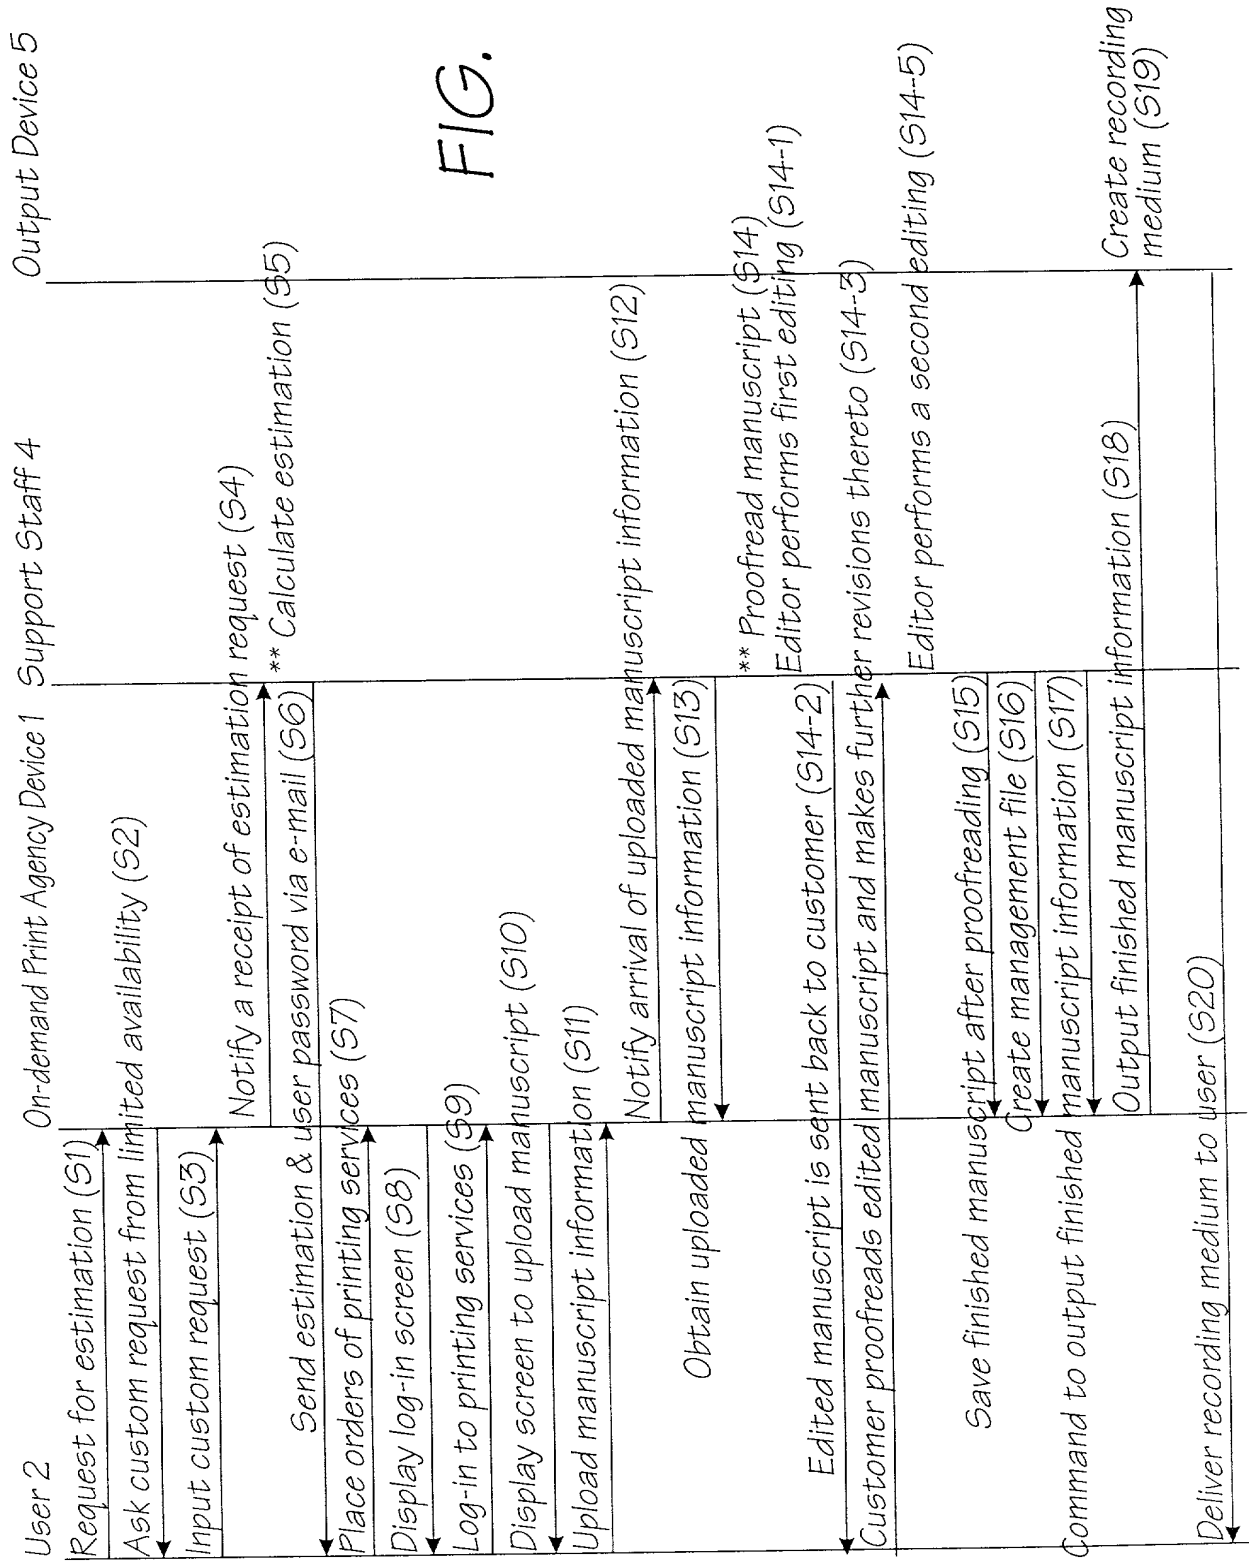 User 2
On-demand Print Agency Device 1
Support Staff 4
Output Device 5
Request for estimation (S1)
Ask custom request from limited availability (S2)
Input custom request (S3)
Notify a receipt of estimation request (S4)
** Calculate estimation (S5)
Send estimation & user password via e-mail (S6)
Place orders of printing services (S7)
Display log-in screen (S8)
Log-in to printing services (S9)
Display screen to upload manuscript (S10)
Upload manuscript information (S11)
Notify arrival of uploaded manuscript information (S12)
Obtain uploaded manuscript information (S13)
** Proofread manuscript (S14)
Editor performs first editing (S14-1)
Edited manuscript is sent back to customer (S14-2)
Customer proofreads edited manuscript and makes further revisions thereto (S14-3)
Editor performs a second editing (S14-5)
Save finished manuscript after proofreading (S15)
Create management file (S16)
Command to output finished manuscript information (S17)
Output finished manuscript information (S18)
Create recording
medium (S19)
Deliver recording medium to user (S20)
FIG.